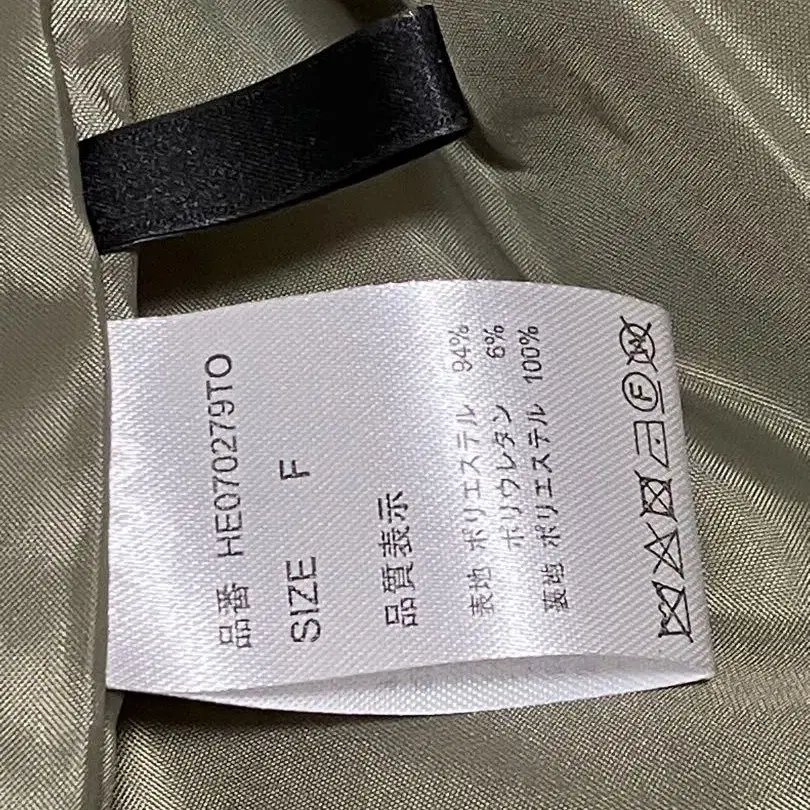 品番 HE070279TO
SIZE F
品質表示
表地 ポリエステル 94%
ポリウレタン 6%
裏地 ポリエステル 100%
F
W